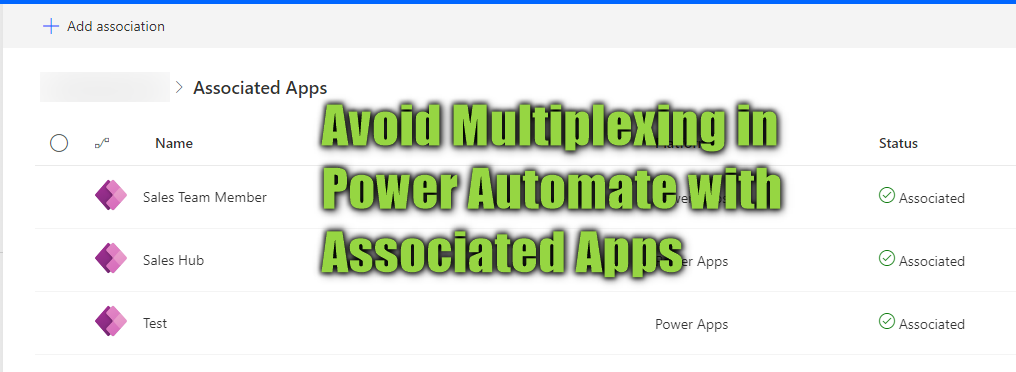 Add association
Associated Apps
Avoid Multiplexing in
Power Automate with
Associated Apps
Name
Status
Sales Team Member
Associated
Sales Hub
Power Apps
Associated
Test
Power Apps
Associated